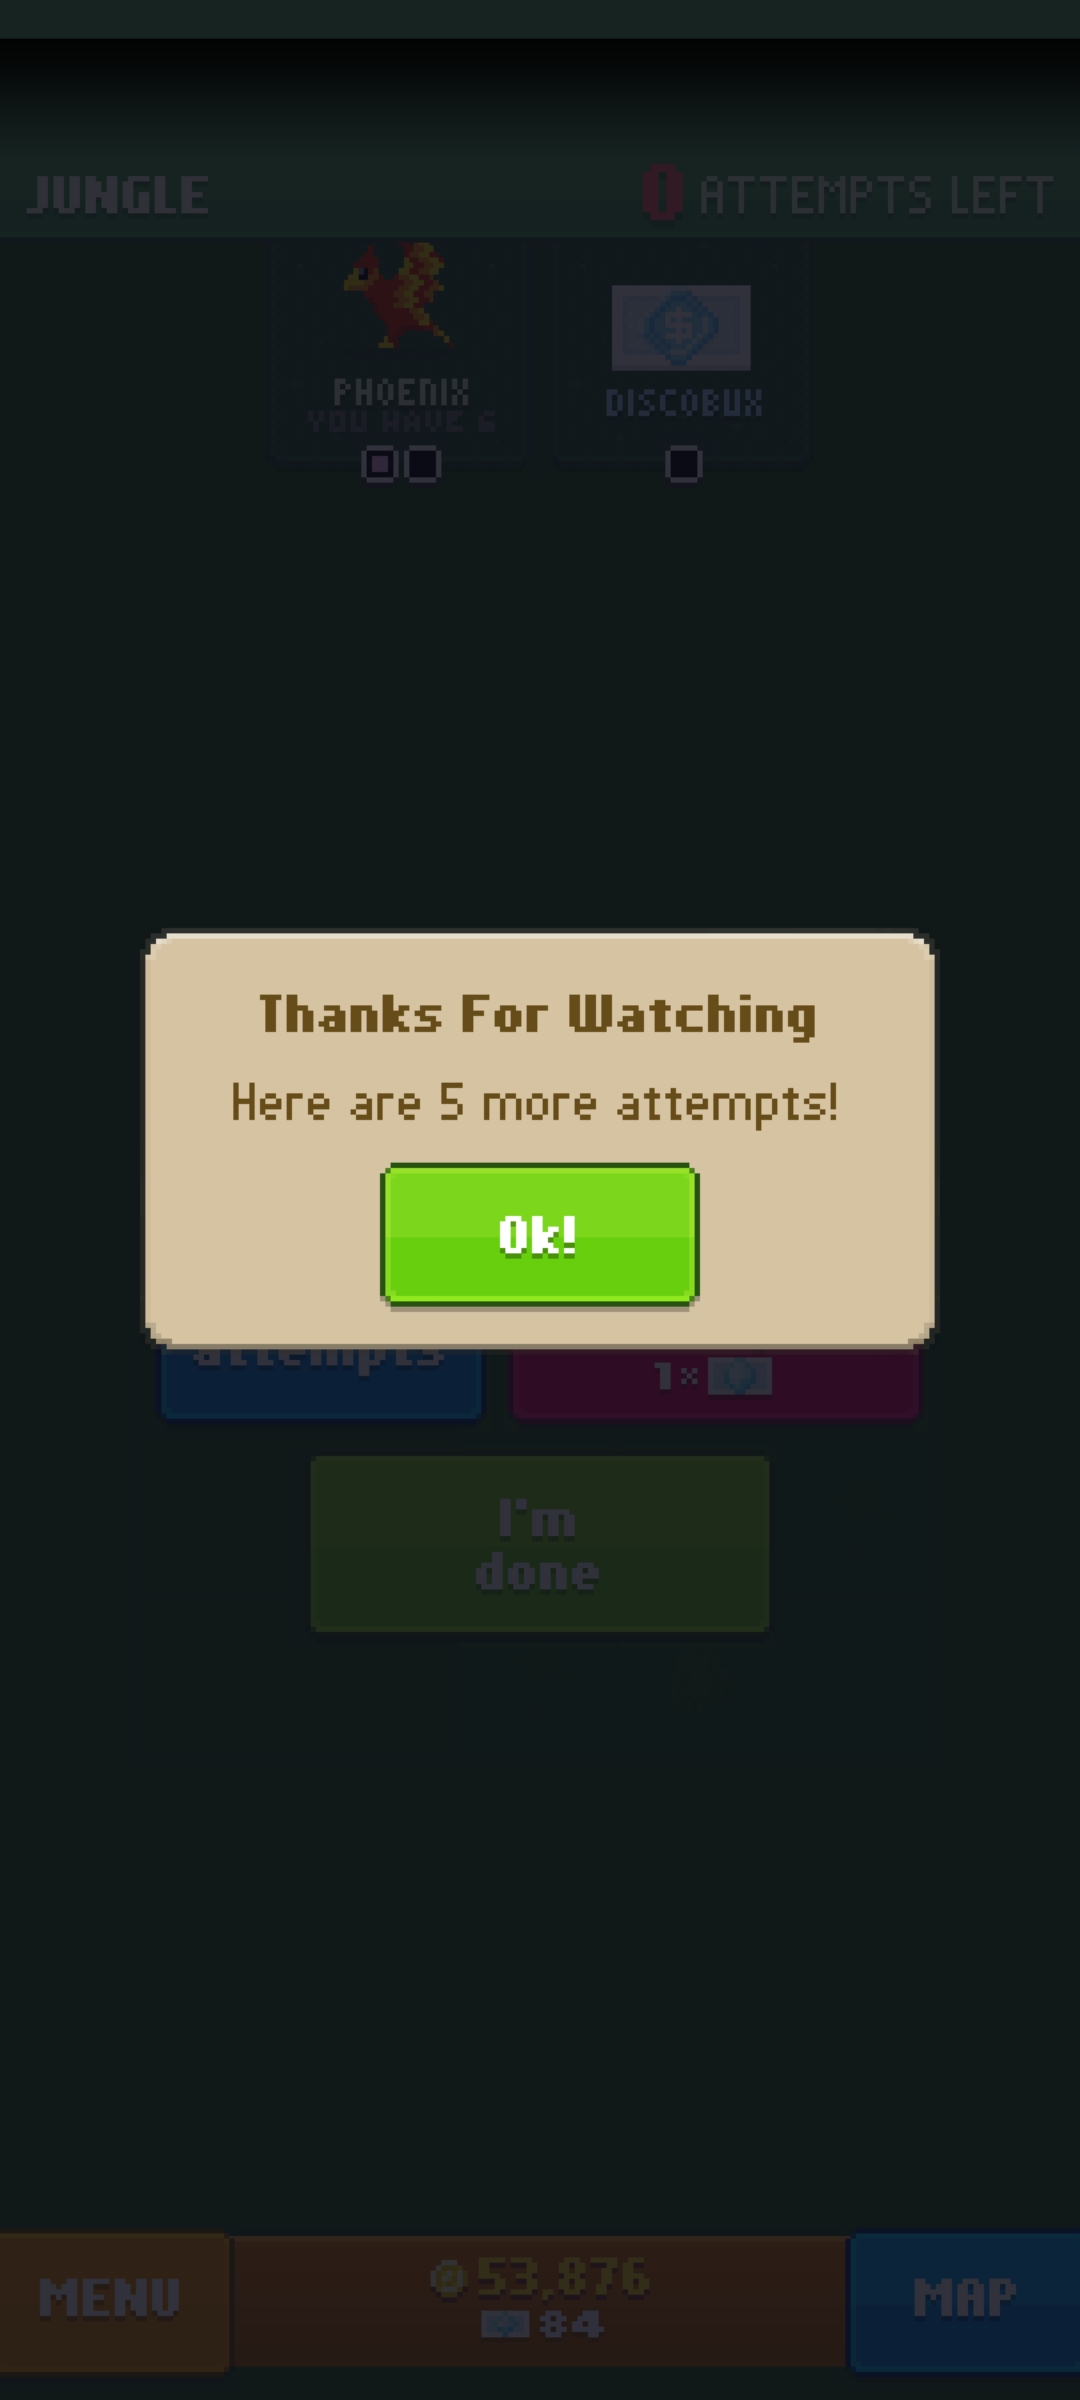 JUNGLE
0 ATTEMPTS LEFT
PHOENIX
YOU HAVE 6
DISCOBUX
Thanks For Watching
Here are 5 more attempts!
Ok!
attempts
1×
I'm
done
MENU
53,876
84
MAP